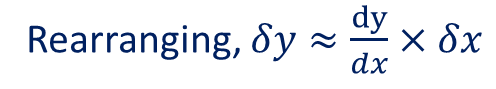 Rearranging, δy ≈ dy/dx × δx